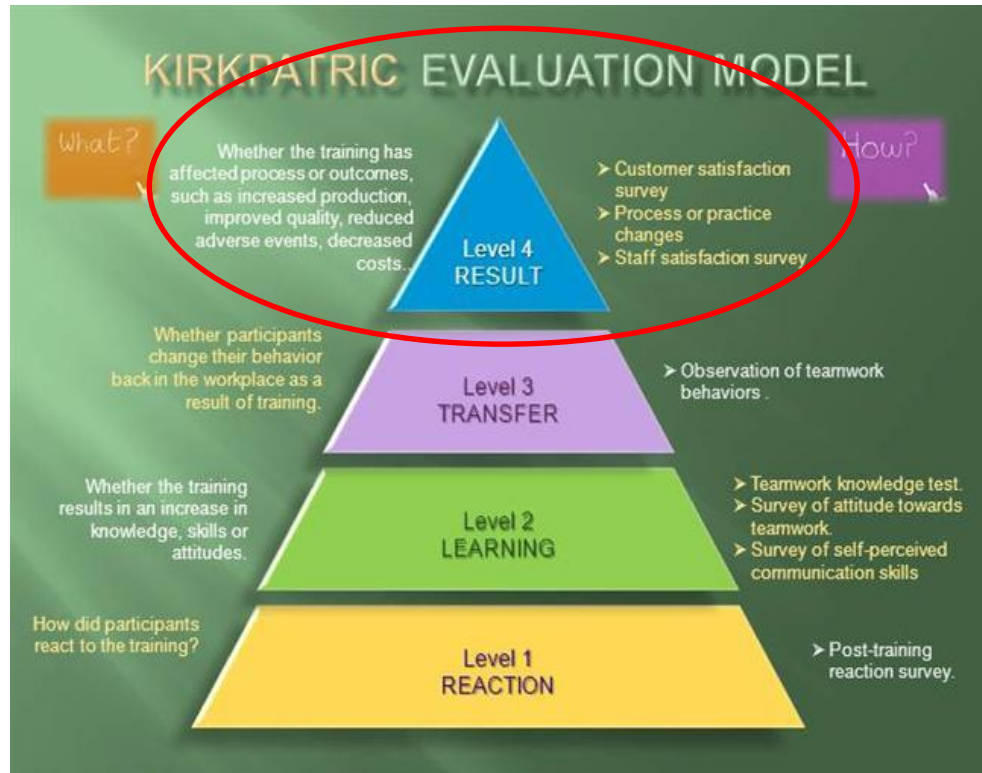 KIRKPATRIC EVALUATION MODEL
What?
How?
Whether the training has
affected process or outcomes,
such as increased production,
improved quality, reduced
adverse events, decreased
costs..
Level 4
RESULT
➤ Customer satisfaction
survey
➤ Process or practice
changes
➤ Staff satisfaction survey
Whether participants
change their behavior
back in the workplace as a
result of training.
Level 3
TRANSFER
➤ Observation of teamwork
behaviors .
Whether the training
results in an increase in
knowledge, skills or
attitudes.
Level 2
LEARNING
➤ Teamwork knowledge test.
➤ Survey of attitude towards
teamwork.
➤ Survey of self-perceived
communication skills
How did participants
react to the training?
Level 1
REACTION
➤ Post-training
reaction survey.